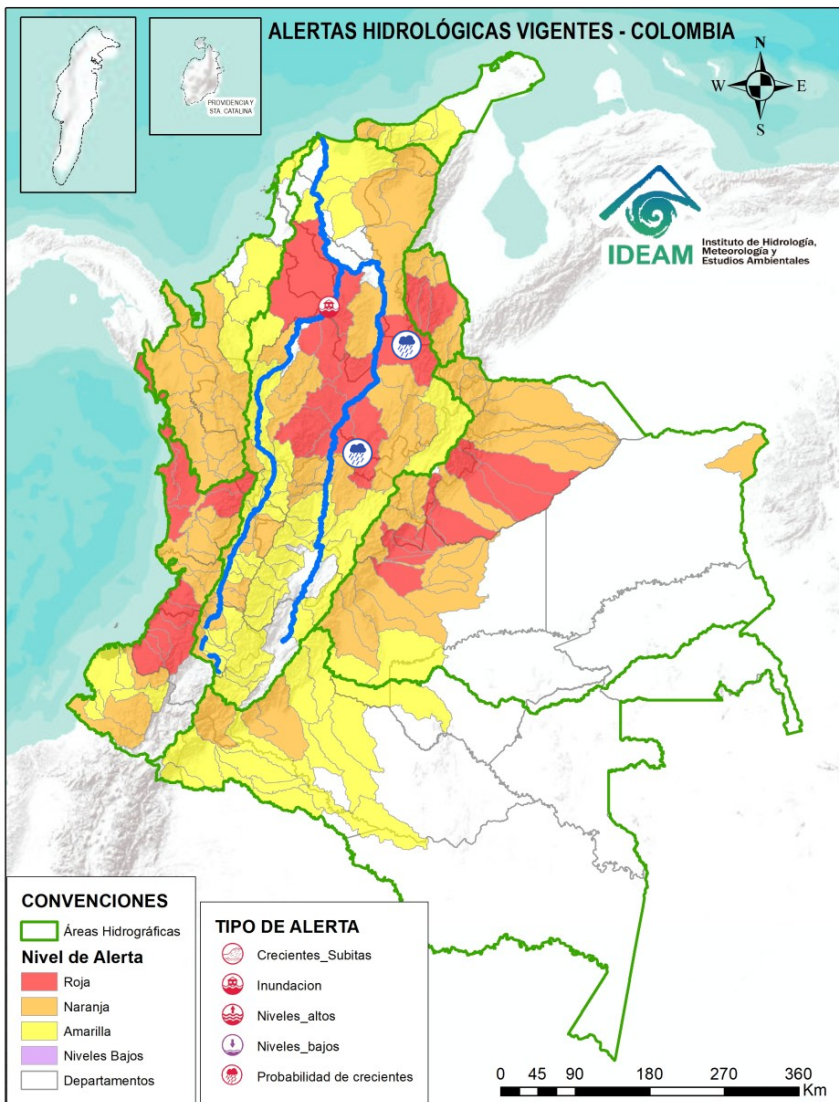 ALERTAS HIDROLÓGICAS VIGENTES - COLOMBIA
PROVIDENCIA Y
STA. CATALINA
N
W
E
S
IDEAM
Instituto de Hidrología,
Meteorología y
Estudios Ambientales
CONVENCIONES
Áreas Hidrográficas
Nivel de Alerta
Roja
Naranja
Amarilla
Niveles Bajos
Departamentos
TIPO DE ALERTA
Crecientes_Subitas
Inundacion
Niveles_altos
Niveles_bajos
Probabilidad de crecientes
0 45 90 180 270 360
Km